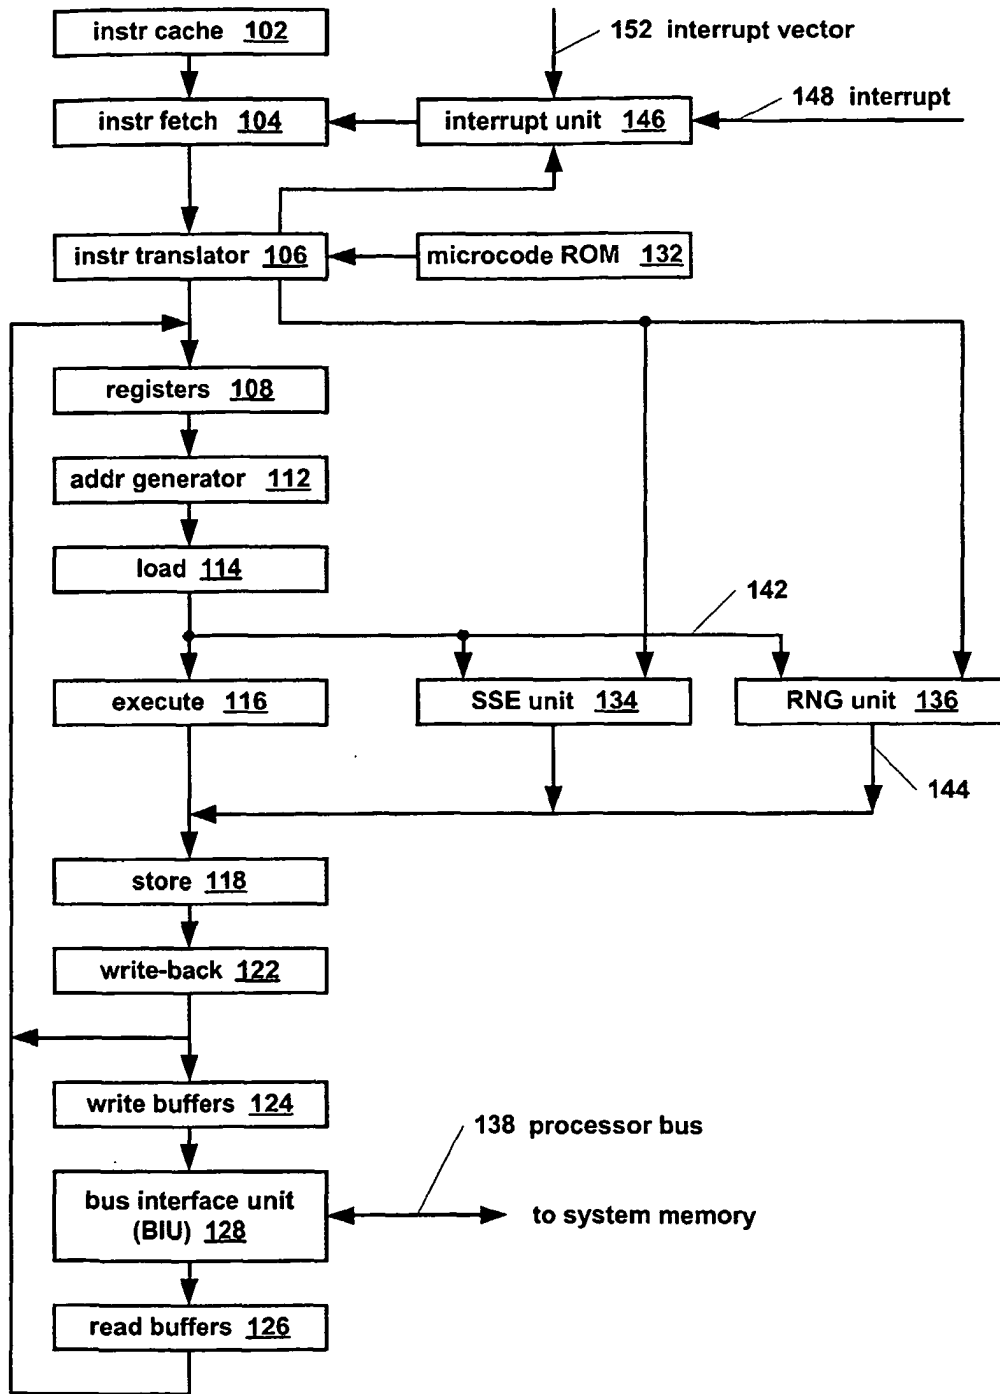 instr cache 102
152 interrupt vector
148 interrupt
instr fetch 104
interrupt unit 146
instr translator 106
microcode ROM 132
registers 108
addr generator 112
load 114
142
execute 116
SSE unit 134
RNG unit 136
144
store 118
write-back 122
write buffers 124
138 processor bus
bus interface unit
(BIU) 128
to system memory
read buffers 126